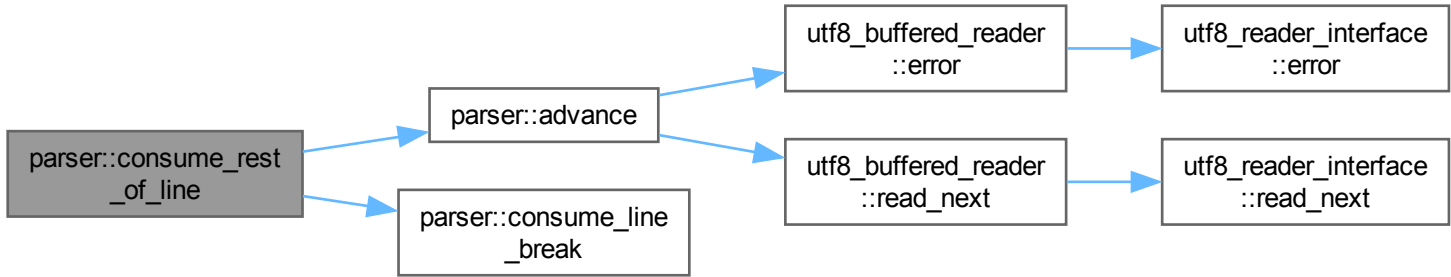 parser::consume_rest
_of_line
parser::advance
parser::consume_line
_break
utf8_buffered_reader
::error
utf8_buffered_reader
::read_next
utf8_reader_interface
::error
utf8_reader_interface
::read_next